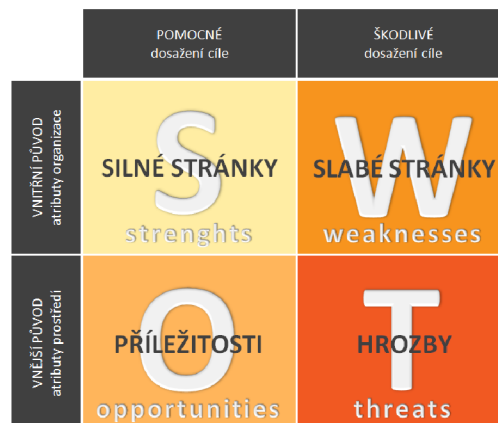 POMOCNÉ
dosažení cíle
ŠKODLIVÉ
dosažení cíle
VNITŘNÍ PŮVOD
atributy organizace
S
SILNÉ STRÁNKY
strenghts
W
SLABÉ STRÁNKY
weaknesses
VNĚJŠÍ PŮVOD
atributy prostředí
O
PŘÍLEŽITOSTI
opportunities
T
HROZBY
threats